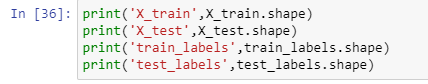 In [36]: print('X_train',X_train.shape)
print('X_test',X_test.shape)
print('train_labels',train_labels.shape)
print('test_labels',test_labels.shape)